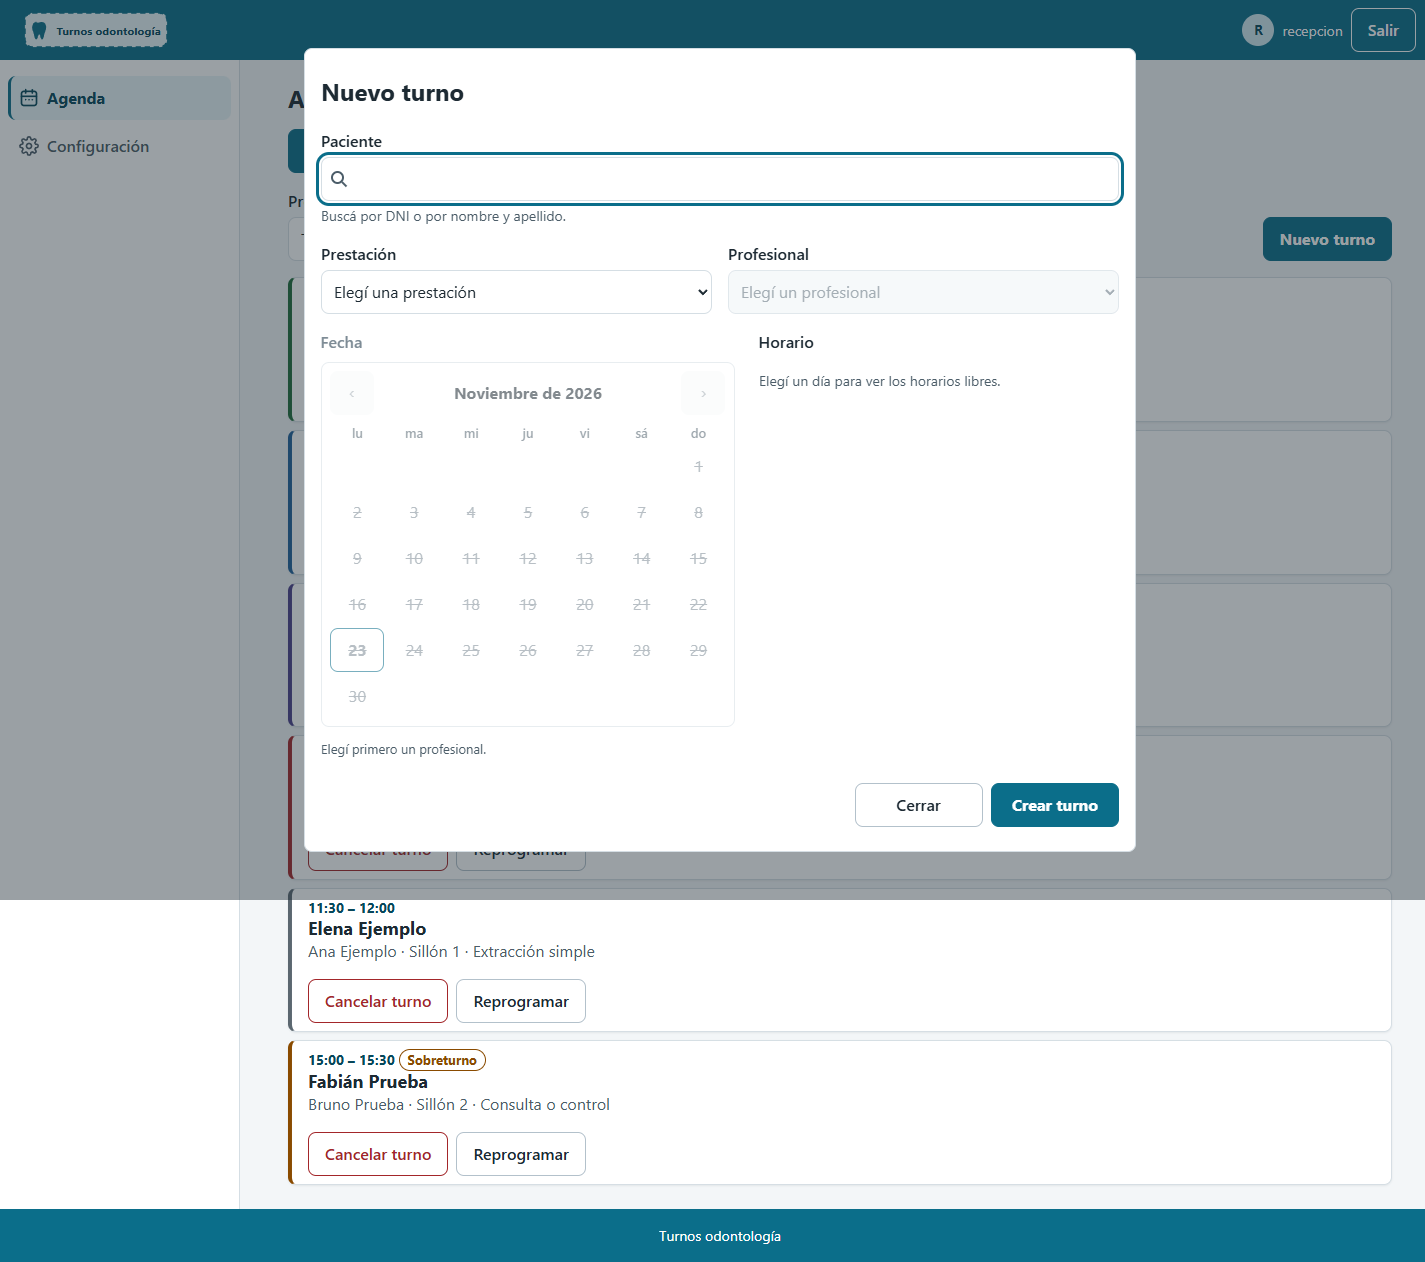 Turnos odontología
R
recepcion
Salir
Agenda
Configuración
Nuevo turno
Paciente
Buscá por DNI o por nombre y apellido.
Prestación
Profesional
Elegí una prestación
Elegí un profesional
Nuevo turno
Fecha
Horario
‹ Noviembre de 2026 ›
Elegí un día para ver los horarios libres.
lu ma mi ju vi sá do
1
2 3 4 5 6 7 8
9 10 11 12 13 14 15
16 17 18 19 20 21 22
23 24 25 26 27 28 29
30
Elegí primero un profesional.
Cerrar
Crear turno
Cancelar turno
Reprogramar
11:30 – 12:00
Elena Ejemplo
Ana Ejemplo · Sillón 1 · Extracción simple
Cancelar turno
Reprogramar
15:00 – 15:30 Sobreturno
Fabián Prueba
Bruno Prueba · Sillón 2 · Consulta o control
Cancelar turno
Reprogramar
Turnos odontología